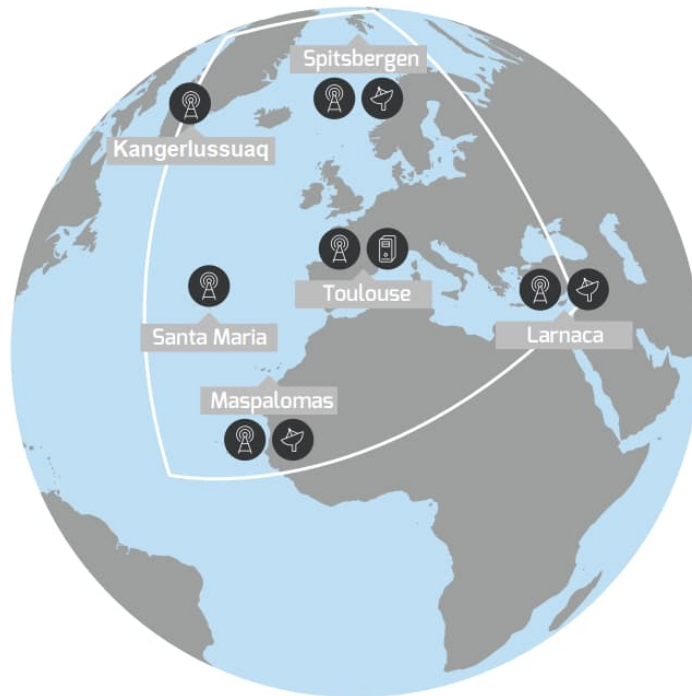 Spitsbergen
Kangerlussuaq
Toulouse
Santa Maria
Larnaca
Maspalomas